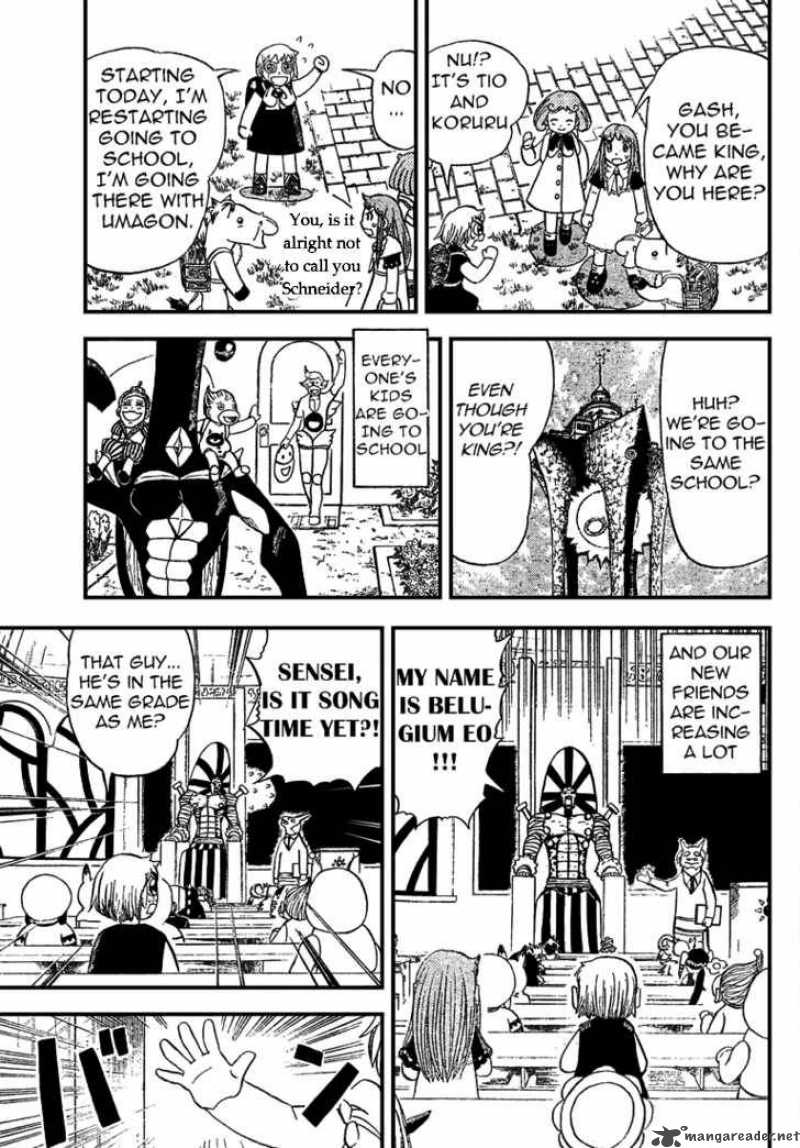 GASH,
YOU BE-
CAME KING,
WHY ARE
YOU HERE?
NU!?
IT'S TIO
AND
KORURU
NO
...
STARTING
TODAY, I'M
RESTARTING
GOING TO
SCHOOL,
I'M GOING
THERE WITH
UMAGON.
You, is it
alright not
to call you
Schneider?
HUH?
WE'RE GO-
ING TO THE
SAME
SCHOOL?
EVEN
THOUGH
YOU'RE
KING?!
EVERY-
ONE'S
KIDS
ARE GO-
ING TO
SCHOOL
AND OUR
NEW
FRIENDS
ARE INC-
REASING
A LOT
MY NAME
IS BELU-
GIUM EO
!!!
SENSEI,
IS IT SONG
TIME YET?!
THAT GUY...
HE'S IN THE
SAME GRADE
AS ME?
mangareader.net